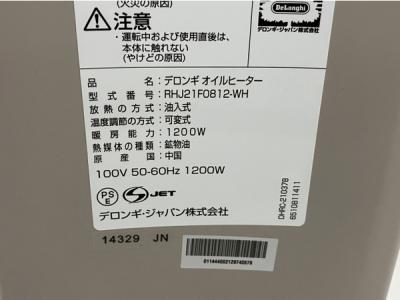 (火災の原因)
注意
・運転中および使用直後は、
本体に触れない
(やけどの原因)
DeLonghi
デロンギ・ジャパン株式会社
品名：デロンギ オイルヒーター
型式番号：RHJ21F0812-WH
放熱の方式：油入式
温度調節の方式：可変式
暖房能力：1200W
熱媒体の種類：鉱物油
原産国：中国
100V 50-60Hz 1200W
PS
E
JET
デロンギ・ジャパン株式会社
DHRC-210378
6510811411
14329 JN